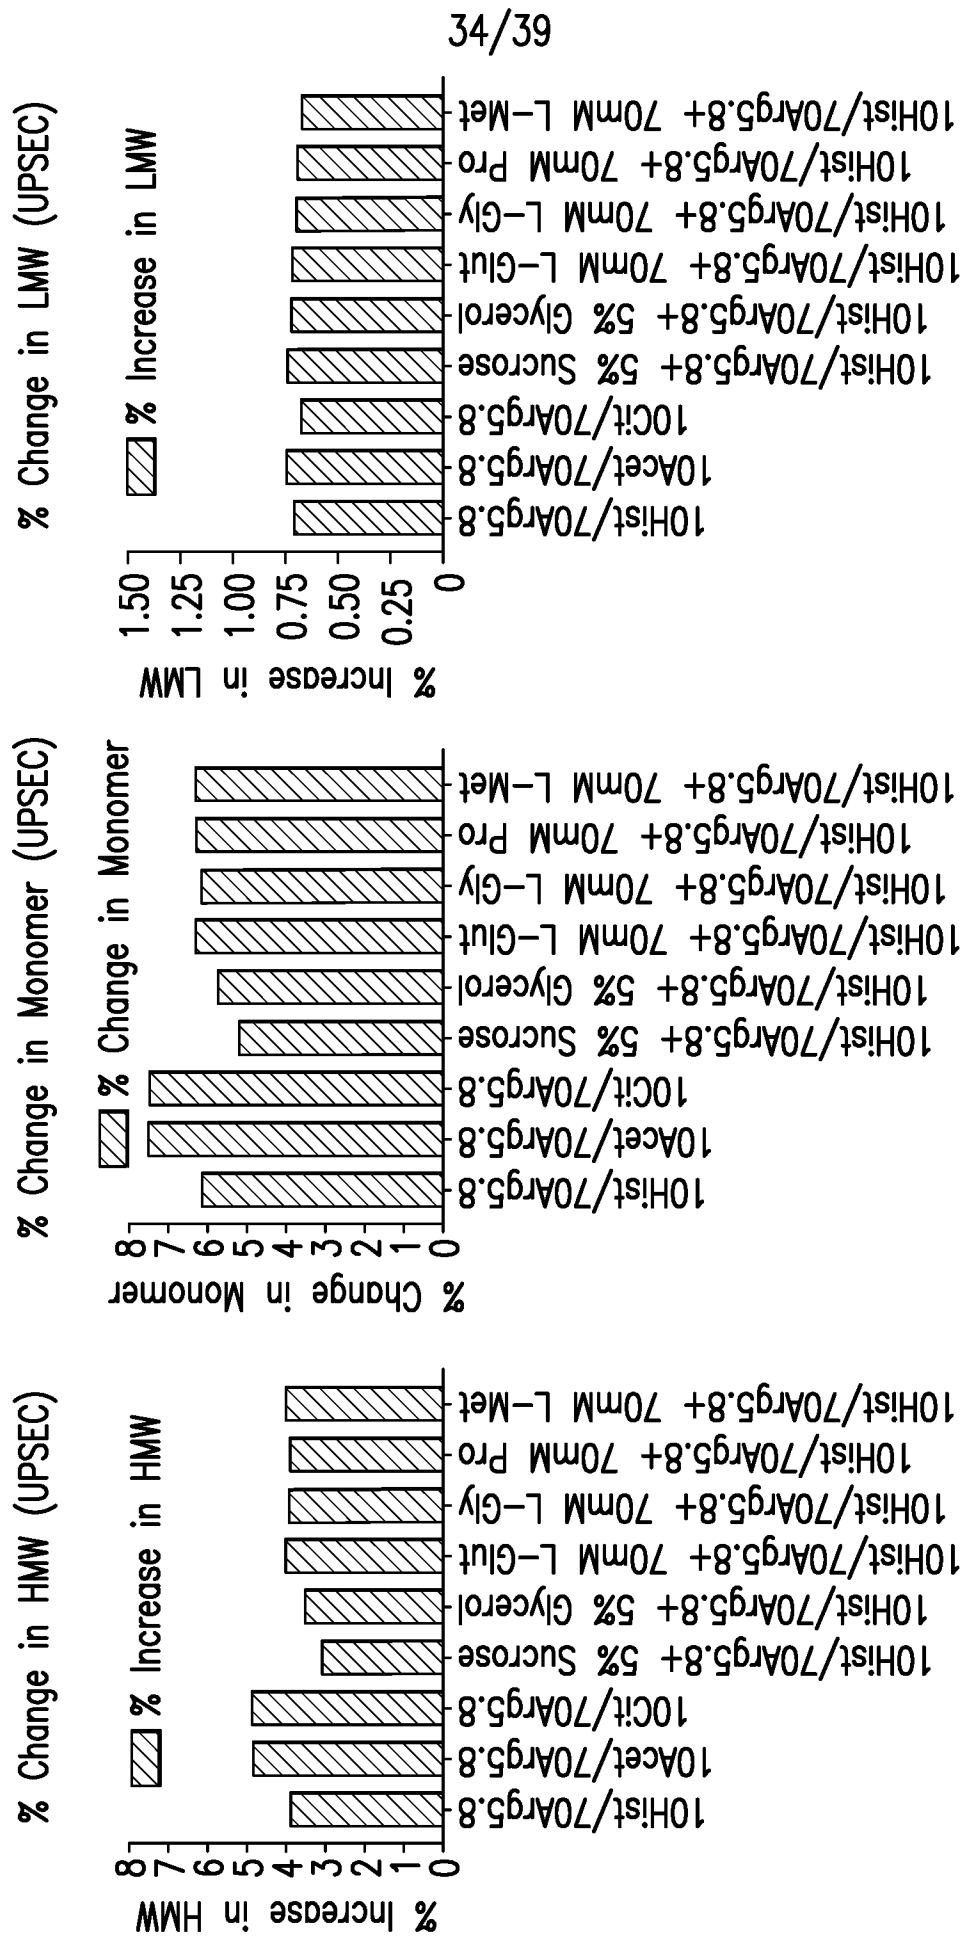 34/39
% Change in HMW (UPSEC)
% Increase in HMW
% Increase in HMW
8
7
6
5
4
3
2
1
0
10Hist/70Arg5.8
10Acet/70Arg5.8
10Cit/70Arg5.8
10Hist/70Arg5.8+ 5% Sucrose
10Hist/70Arg5.8+ 5% Glycerol
10Hist/70Arg5.8+ 70mM L-Glut
10Hist/70Arg5.8+ 70mM L-Gly
10Hist/70Arg5.8+ 70mM Pro
10Hist/70Arg5.8+ 70mM L-Met
% Change in Monomer (UPSEC)
% Change in Monomer
% Change in Monomer
8
7
6
5
4
3
2
1
0
10Hist/70Arg5.8
10Acet/70Arg5.8
10Cit/70Arg5.8
10Hist/70Arg5.8+ 5% Sucrose
10Hist/70Arg5.8+ 5% Glycerol
10Hist/70Arg5.8+ 70mM L-Glut
10Hist/70Arg5.8+ 70mM L-Gly
10Hist/70Arg5.8+ 70mM Pro
10Hist/70Arg5.8+ 70mM L-Met
% Change in LMW (UPSEC)
% Increase in LMW
% Increase in LMW
1.50
1.25
1.00
0.75
0.50
0.25
0
10Hist/70Arg5.8
10Acet/70Arg5.8
10Cit/70Arg5.8
10Hist/70Arg5.8+ 5% Sucrose
10Hist/70Arg5.8+ 5% Glycerol
10Hist/70Arg5.8+ 70mM L-Glut
10Hist/70Arg5.8+ 70mM L-Gly
10Hist/70Arg5.8+ 70mM Pro
10Hist/70Arg5.8+ 70mM L-Met